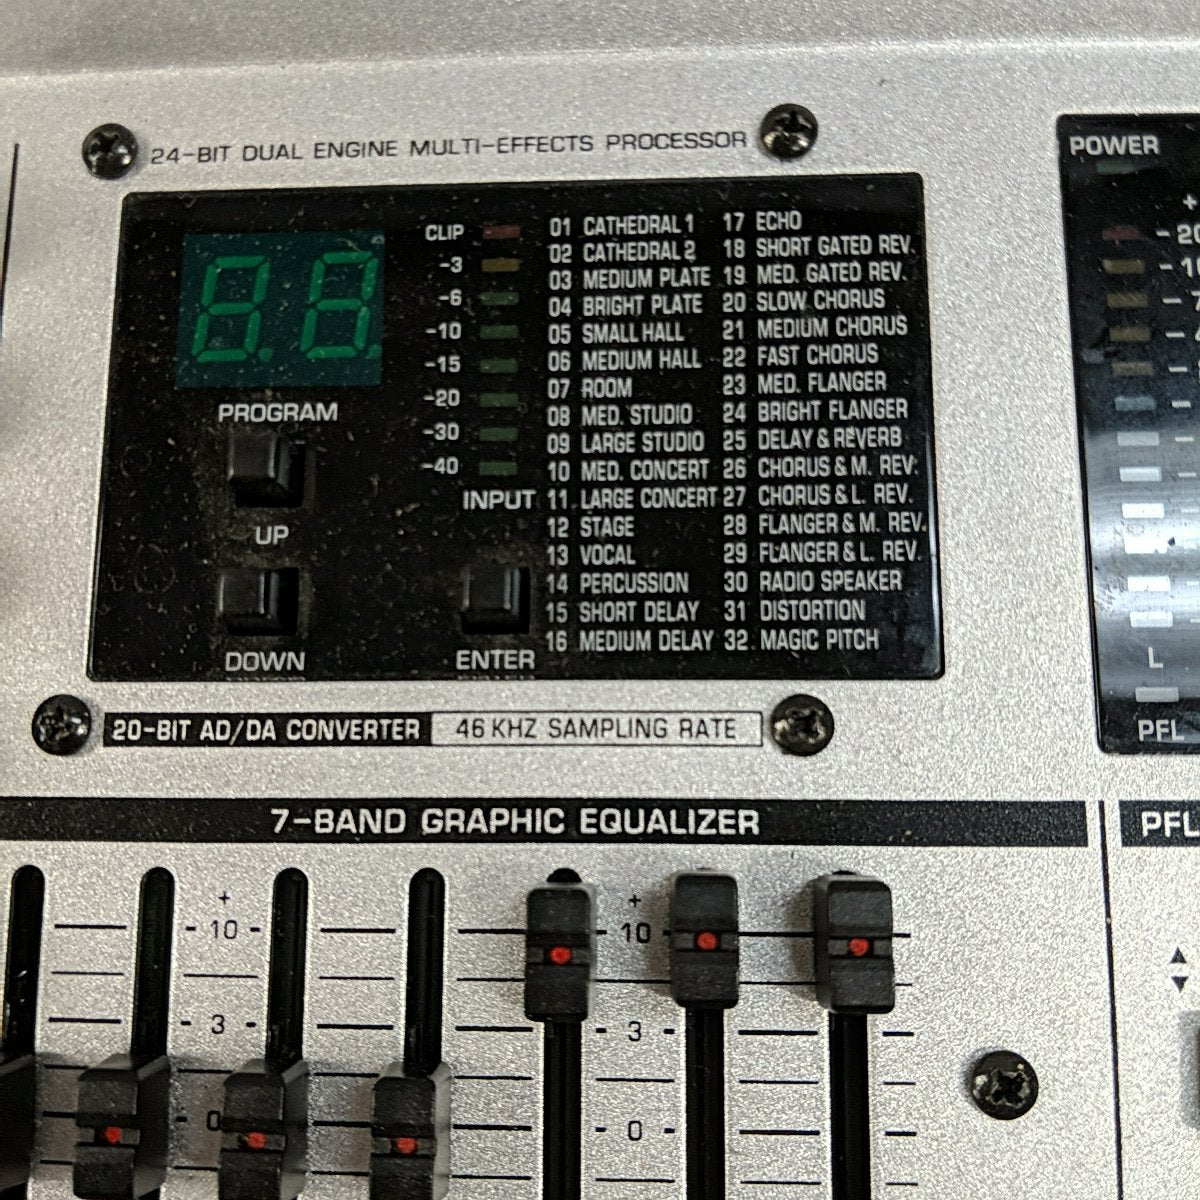 24-BIT DUAL ENGINE MULTI-EFFECTS PROCESSOR
8.8.
PROGRAM
UP
DOWN
ENTER
CLIP
-3
-6
-10
-15
-20
-30
-40
INPUT
01 CATHEDRAL 1
02 CATHEDRAL 2
03 MEDIUM PLATE
04 BRIGHT PLATE
05 SMALL HALL
06 MEDIUM HALL
07 ROOM
08 MED. STUDIO
09 LARGE STUDIO
10 MED. CONCERT
11 LARGE CONCERT
12 STAGE
13 VOCAL
14 PERCUSSION
15 SHORT DELAY
16 MEDIUM DELAY
17 ECHO
18 SHORT GATED REV.
19 MED. GATED REV.
20 SLOW CHORUS
21 MEDIUM CHORUS
22 FAST CHORUS
23 MED. FLANGER
24 BRIGHT FLANGER
25 DELAY & REVERB
26 CHORUS & M. REV.
27 CHORUS & L. REV.
28 FLANGER & M. REV.
29 FLANGER & L. REV.
30 RADIO SPEAKER
31 DISTORTION
32 MAGIC PITCH
20-BIT AD/DA CONVERTER 46 KHZ SAMPLING RATE
POWER
+
L
PFL
7-BAND GRAPHIC EQUALIZER
PFL
+ +
- 10 - - 10 -
- 3 - - 3 -
- 0 - 0 -